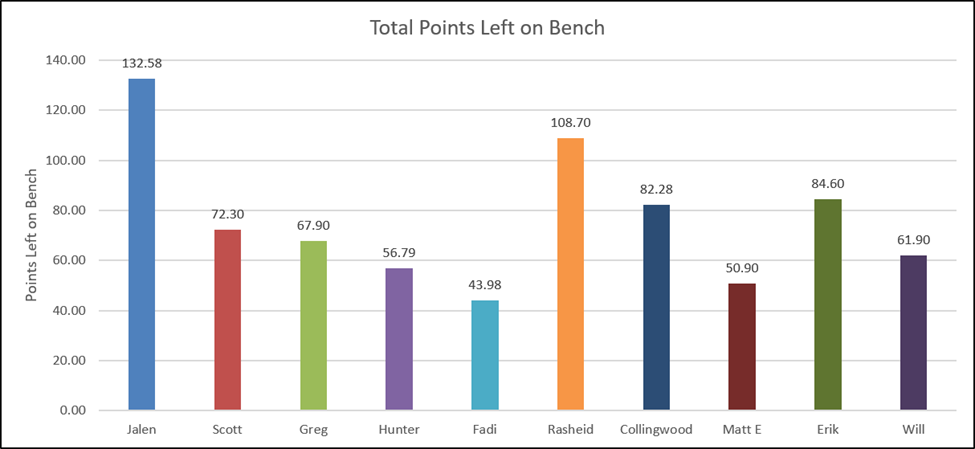 Total Points Left on Bench
Points Left on Bench
140.00
120.00
100.00
80.00
60.00
40.00
20.00
0.00
132.58
72.30
67.90
56.79
43.98
108.70
82.28
50.90
84.60
61.90
Jalen
Scott
Greg
Hunter
Fadi
Rasheid
Collingwood
Matt E
Erik
Will